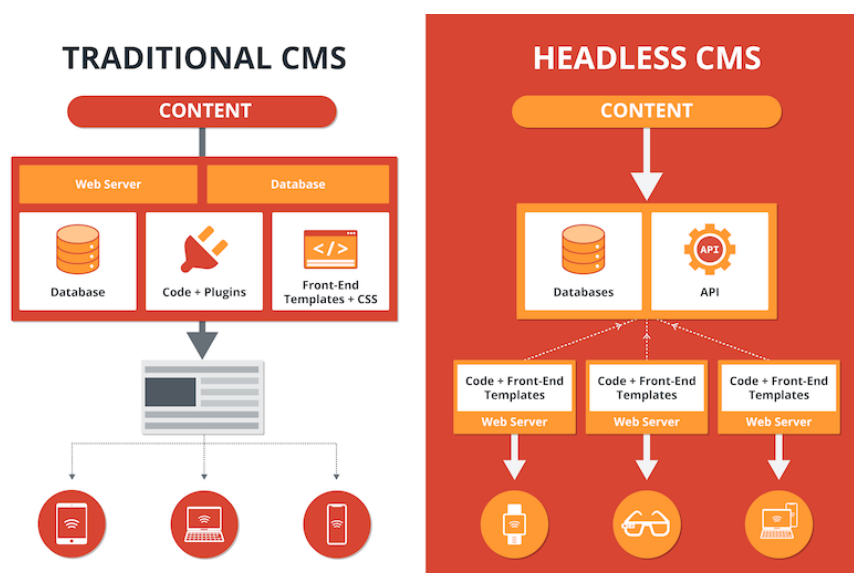 TRADITIONAL CMS
CONTENT
Web Server
Database
Database
Code + Plugins
</>
Front-End
Templates + CSS
HEADLESS CMS
CONTENT
Databases
API
API
Code + Front-End
Templates
Web Server
Code + Front-End
Templates
Web Server
Code + Front-End
Templates
Web Server